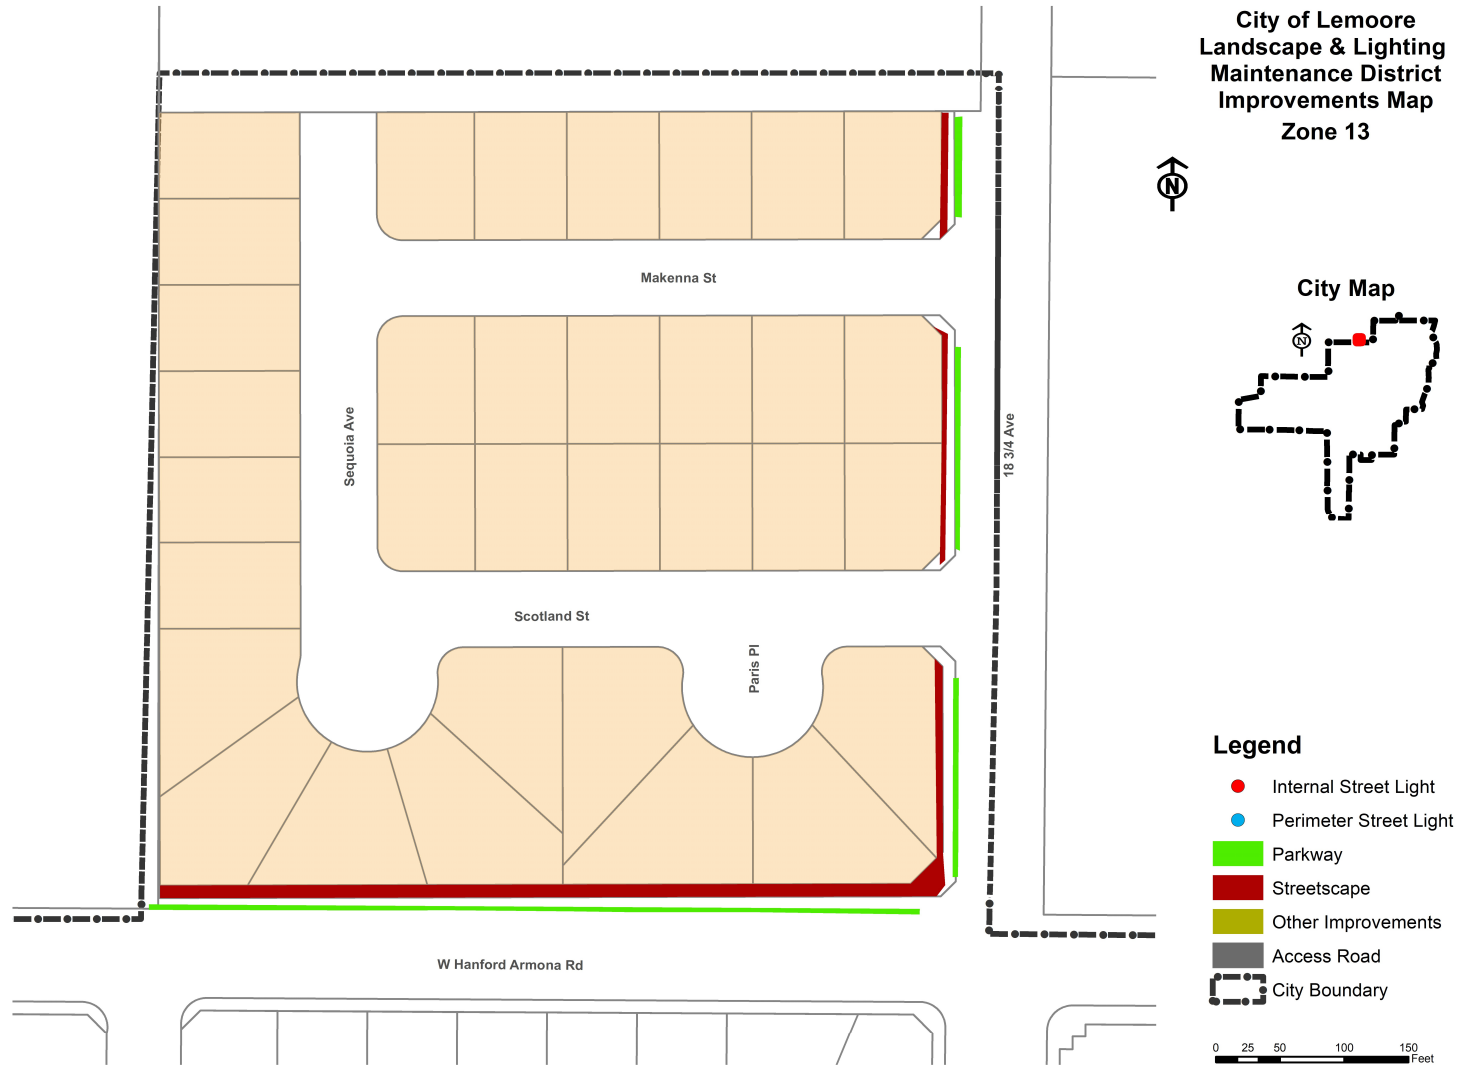 City of Lemoore
Landscape & Lighting
Maintenance District
Improvements Map
Zone 13
N
City Map
N
Makenna St
Sequoia Ave
18 3/4 Ave
Scotland St
Paris Pl
W Hanford Armona Rd
Legend
Internal Street Light
Perimeter Street Light
Parkway
Streetscape
Other Improvements
Access Road
City Boundary
0 25 50 100 150
Feet